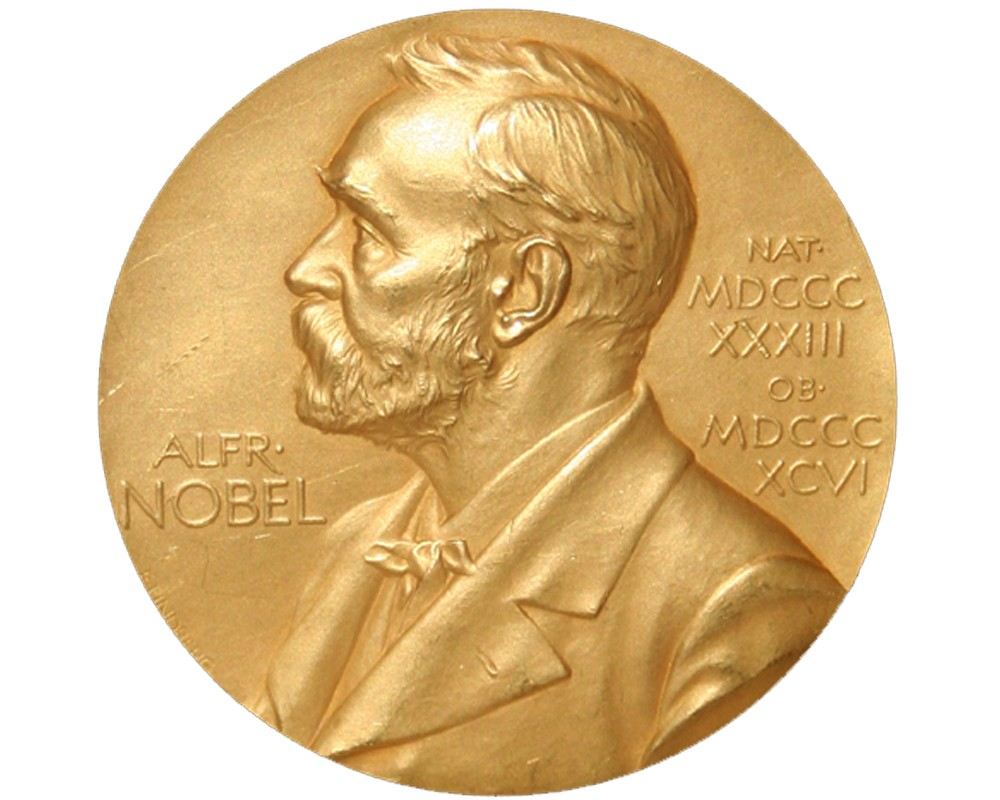 ALFR·
NOBEL
NAT·
MDCCC
XXXIII
OB·
MDCCC
XCVI